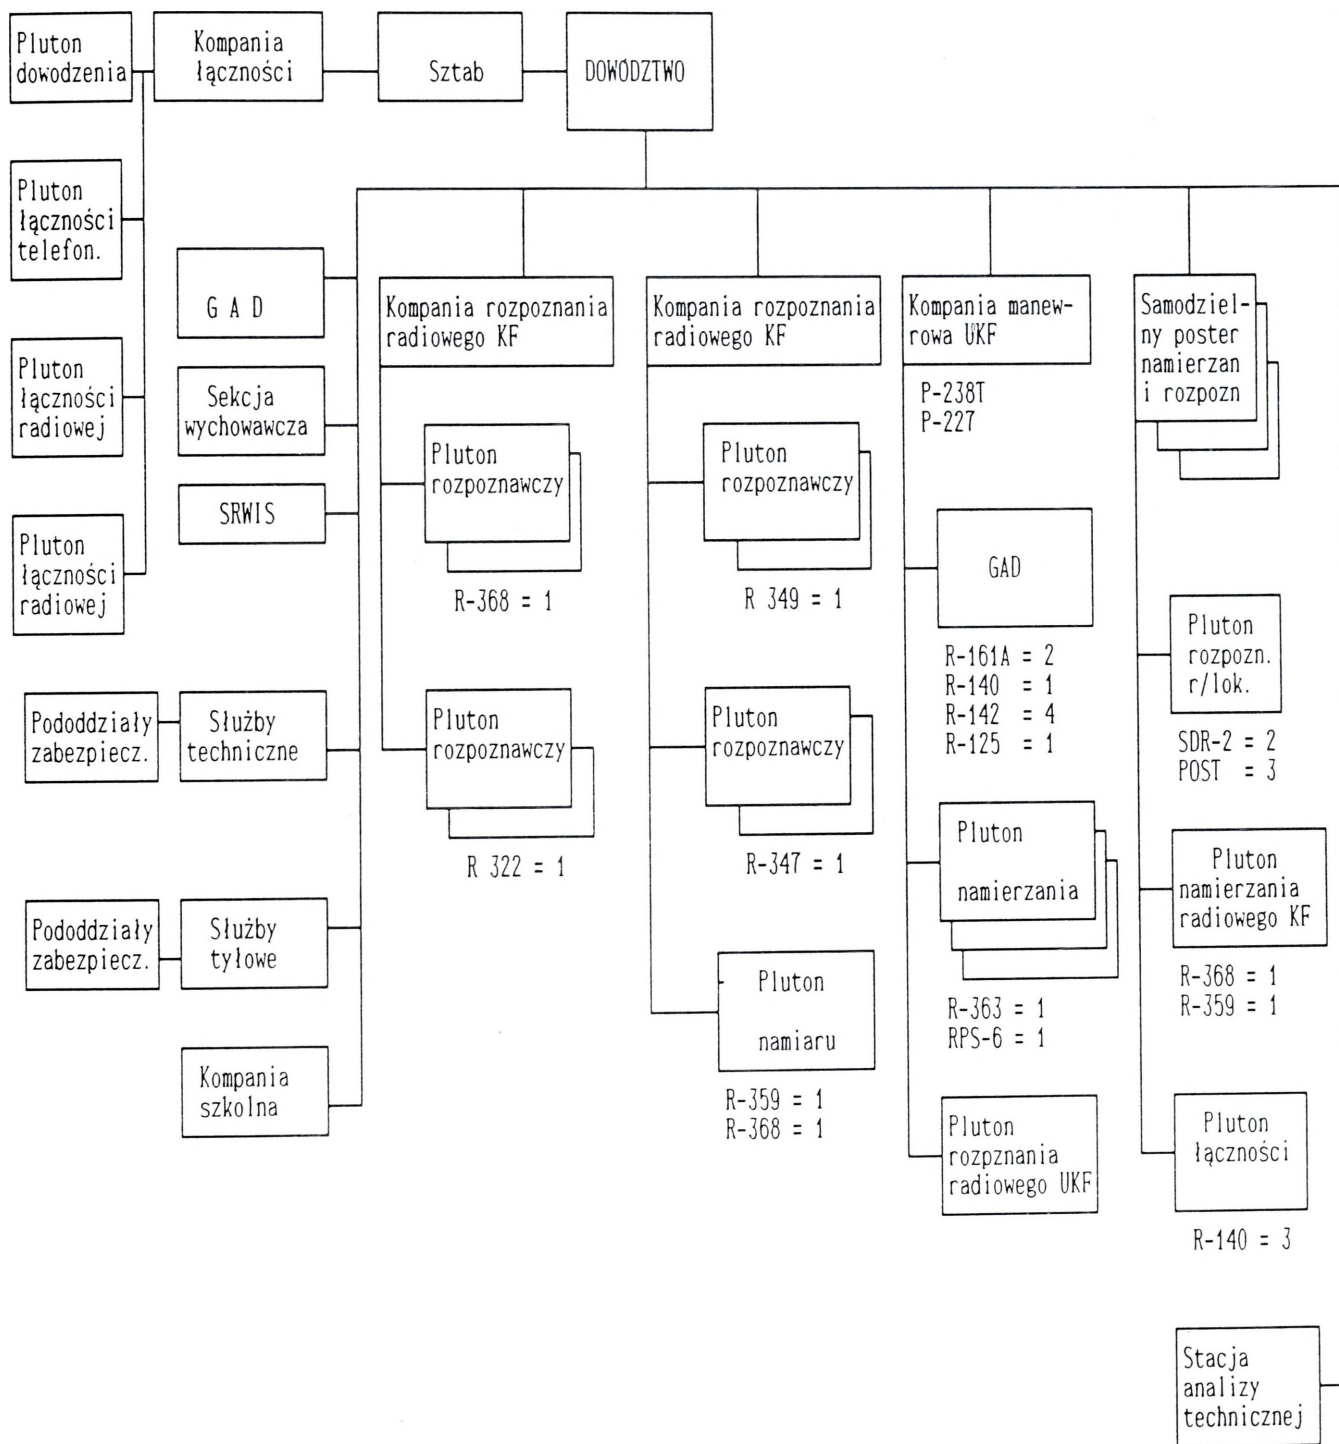 Pluton
dowodzenia
Kompania
łączności
Sztab
DOWÓDZTWO
Pluton
łączności
telefon.
Pluton
łączności
radiowej
Pluton
łączności
radiowej
G A D
Sekcja
wychowawcza
SRWIS
Pododdziały
zabezpiecz.
Służby
techniczne
Pododdziały
zabezpiecz.
Służby
tyłowe
Kompania
szkolna
Kompania rozpoznania
radiowego KF
Pluton
rozpoznawczy
R-368 = 1
Pluton
rozpoznawczy
R 322 = 1
Kompania rozpoznania
radiowego KF
Pluton
rozpoznawczy
R 349 = 1
Pluton
rozpoznawczy
R-347 = 1
Pluton
namiaru
R-359 = 1
R-368 = 1
Kompania manew-
rowa UKF
P-238T
P-227
GAD
R-161A = 2
R-140 = 1
R-142 = 4
R-125 = 1
Pluton
namierzania
R-363 = 1
RPS-6 = 1
Pluton
rozpznania
radiowego UKF
Samodziel-
ny poster
namierzan
i rozpozn
Pluton
rozpozn.
r/lok.
SDR-2 = 2
POST = 3
Pluton
namierzania
radiowego KF
R-368 = 1
R-359 = 1
Pluton
łączności
R-140 = 3
Stacja
analizy
technicznej